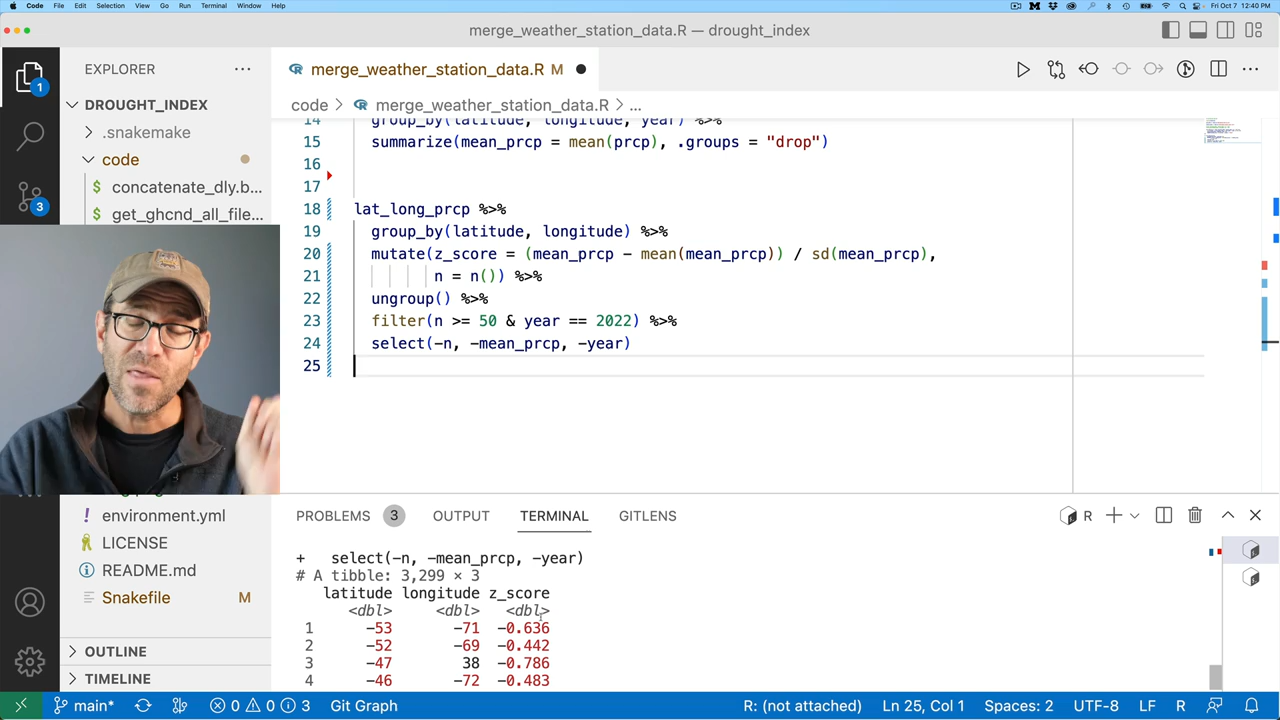 Code File Edit Selection View Go Run Terminal Window Help Fri Oct 7 12:40 PM
merge_weather_station_data.R — drought_index
EXPLORER
merge_weather_station_data.R M
DROUGHT_INDEX
code merge_weather_station_data.R ...
.snakemake
code
concatenate_dly.b...
get_ghcnd_all_file...
1
3
14 group_by(latitude, longitude, year) %>%
15 summarize(mean_prcp = mean(prcp), .groups = "drop")
16
17
18 lat_long_prcp %>%
19 group_by(latitude, longitude) %>%
20 mutate(z_score = (mean_prcp - mean(mean_prcp)) / sd(mean_prcp),
21 n = n()) %>%
22 ungroup() %>%
23 filter(n >= 50 & year == 2022) %>%
24 select(-n, -mean_prcp, -year)
25
environment.yml
LICENSE
README.md
Snakefile M
OUTLINE
TIMELINE
PROBLEMS 3 OUTPUT TERMINAL GITLENS R
+ select(-n, -mean_prcp, -year)
# A tibble: 3,299 × 3
latitude longitude z_score
<dbl> <dbl> <dbl>
1 -53 -71 -0.636
2 -52 -69 -0.442
3 -47 38 -0.786
4 -46 -72 -0.483
main* 0 0 3 Git Graph R: (not attached) Ln 25, Col 1 Spaces: 2 UTF-8 LF R